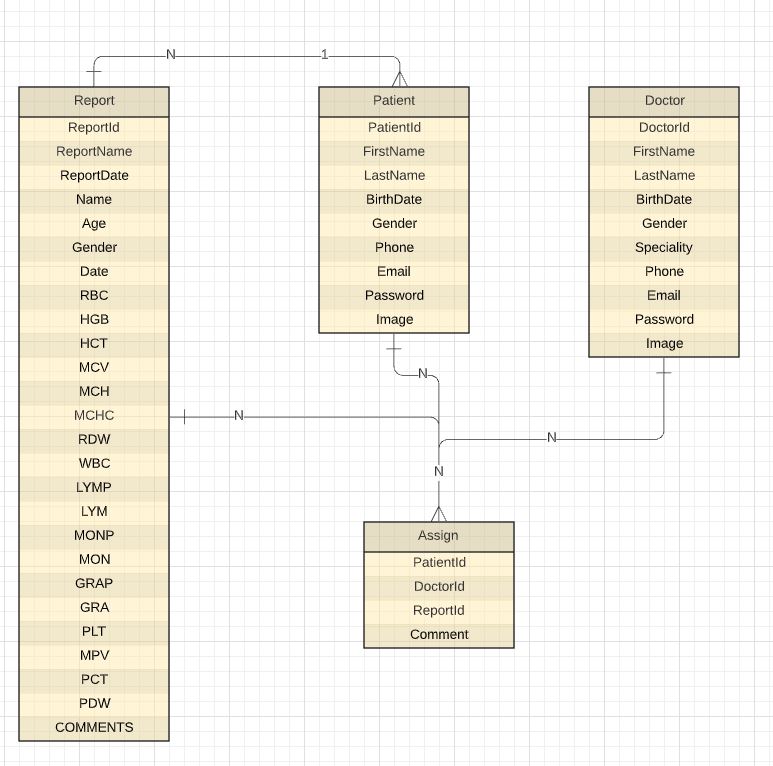 N
1
Report
ReportId
ReportName
ReportDate
Name
Age
Gender
Date
RBC
HGB
HCT
MCV
MCH
MCHC
RDW
WBC
LYMP
LYM
MONP
MON
GRAP
GRA
PLT
MPV
PCT
PDW
COMMENTS
Patient
PatientId
FirstName
LastName
BirthDate
Gender
Phone
Email
Password
Image
Doctor
DoctorId
FirstName
LastName
BirthDate
Gender
Speciality
Phone
Email
Password
Image
N
N
N
N
Assign
PatientId
DoctorId
ReportId
Comment